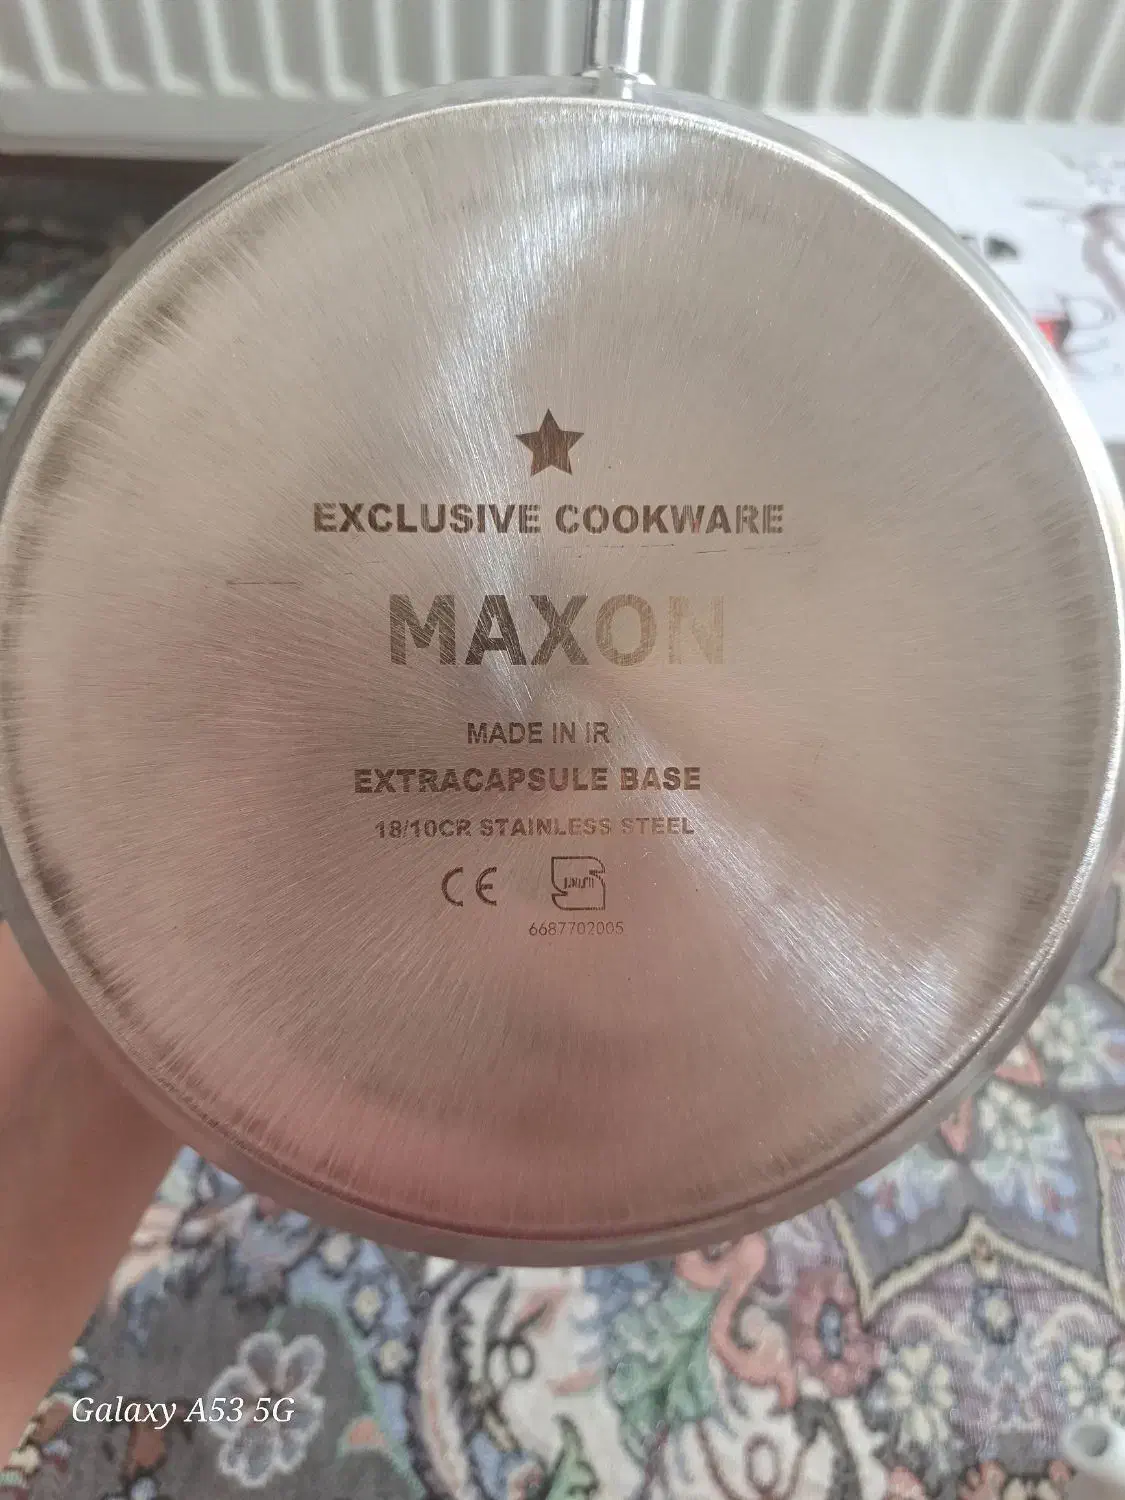 EXCLUSIVE COOKWARE
MAXON
MADE IN IR
EXTRACAPSULE BASE
18/10CR STAINLESS STEEL
CE
6687702005
Galaxy A53 5G